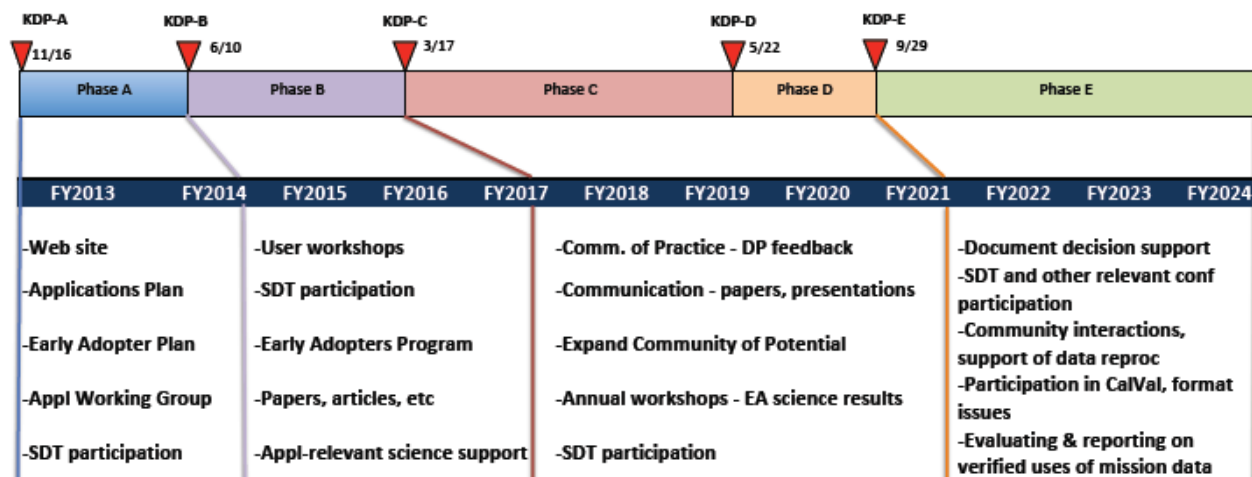 KDP-A
KDP-B
KDP-C
KDP-D
KDP-E
11/16
6/10
3/17
5/22
9/29
Phase A
Phase B
Phase C
Phase D
Phase E
FY2013
FY2014
FY2015
FY2016
FY2017
FY2018
FY2019
FY2020
FY2021
FY2022
FY2023
FY2024
-Web site
-Applications Plan
-Early Adopter Plan
-Appl Working Group
-SDT participation
-User workshops
-SDT participation
-Early Adopters Program
-Papers, articles, etc
-Appl-relevant science support
-Comm. of Practice - DP feedback
-Communication - papers, presentations
-Expand Community of Potential
-Annual workshops - EA science results
-SDT participation
-Document decision support
-SDT and other relevant conf
participation
-Community interactions,
support of data reproc
-Participation in CalVal, format
issues
-Evaluating & reporting on
verified uses of mission data